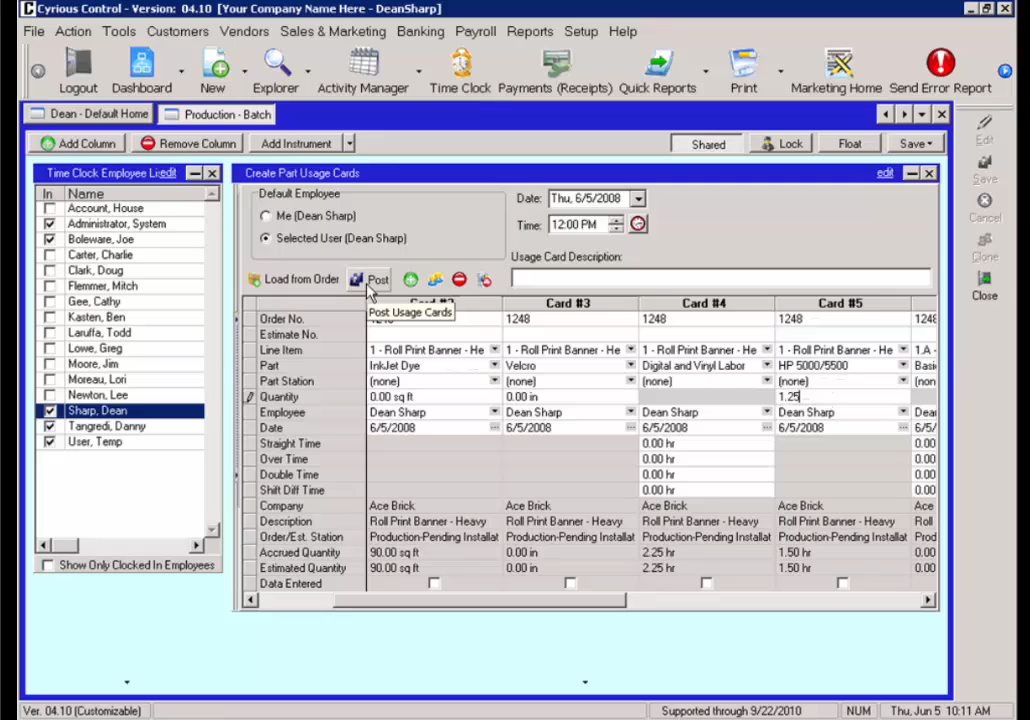 Cyrious Control - Version: 04.10 [Your Company Name Here - DeanSharp]
File Action Tools Customers Vendors Sales & Marketing Banking Payroll Reports Setup Help
Logout Dashboard New Explorer Activity Manager Time Clock Payments (Receipts) Quick Reports Print Marketing Home Send Error Report
Dean - Default Home Production - Batch
Add Column Remove Column Add Instrument Shared Lock Float Save
Edit
Save
Cancel
Clone
Close
Time Clock Employee Li edit
In Name
Account, House
Administrator, System
Boleware, Joe
Carter, Charlie
Clark, Doug
Flemmer, Mitch
Gee, Cathy
Kasten, Ben
Laruffa, Todd
Lowe, Greg
Moore, Jim
Moreau, Lori
Newton, Lee
Sharp, Dean
Tangredi, Danny
User, Temp
Show Only Clocked In Employees
Create Part Usage Cards edit
Default Employee
Me (Dean Sharp)
Selected User (Dean Sharp)
Date: Thu, 6/5/2008
Time: 12:00 PM
Usage Card Description:
Load from Order Post
Post Usage Cards
Card #3 Card #4 Card #5
Order No. 1248 1248 1248 1248
Estimate No.
Line Item 1 - Roll Print Banner - He 1 - Roll Print Banner - He 1 - Roll Print Banner - He 1 - Roll Print Banner - He 1.A -
Part InkJet Dye Velcro Digital and Vinyl Labor HP 5000/5500 Basi
Part Station (none) (none) (none) (none) (non
Quantity 0.00 sq ft 0.00 in 1.25
Employee Dean Sharp Dean Sharp Dean Sharp Dean Sharp Dear
Date 6/5/2008 6/5/2008 6/5/2008 6/5/2008 6/5/
Straight Time 0.00 hr 0.00
Over Time 0.00 hr 0.00
Double Time 0.00 hr 0.00
Shift Diff Time 0.00 hr 0.00
Company Ace Brick Ace Brick Ace Brick Ace Brick Ace
Description Roll Print Banner - Heavy Roll Print Banner - Heavy Roll Print Banner - Heavy Roll Print Banner - Heavy Roll
Order/Est. Station Production-Pending Installat Production-Pending Installat Production-Pending Installat Production-Pending Installat Prod
Accrued Quantity 90.00 sq ft 0.00 in 2.25 hr 1.50 hr 0.00
Estimated Quantity 90.00 sq ft 0.00 in 2.25 hr 1.50 hr 0.00
Data Entered
Ver. 04.10 (Customizable) Supported through 9/22/2010 NUM Thu, Jun 5 10:11 AM